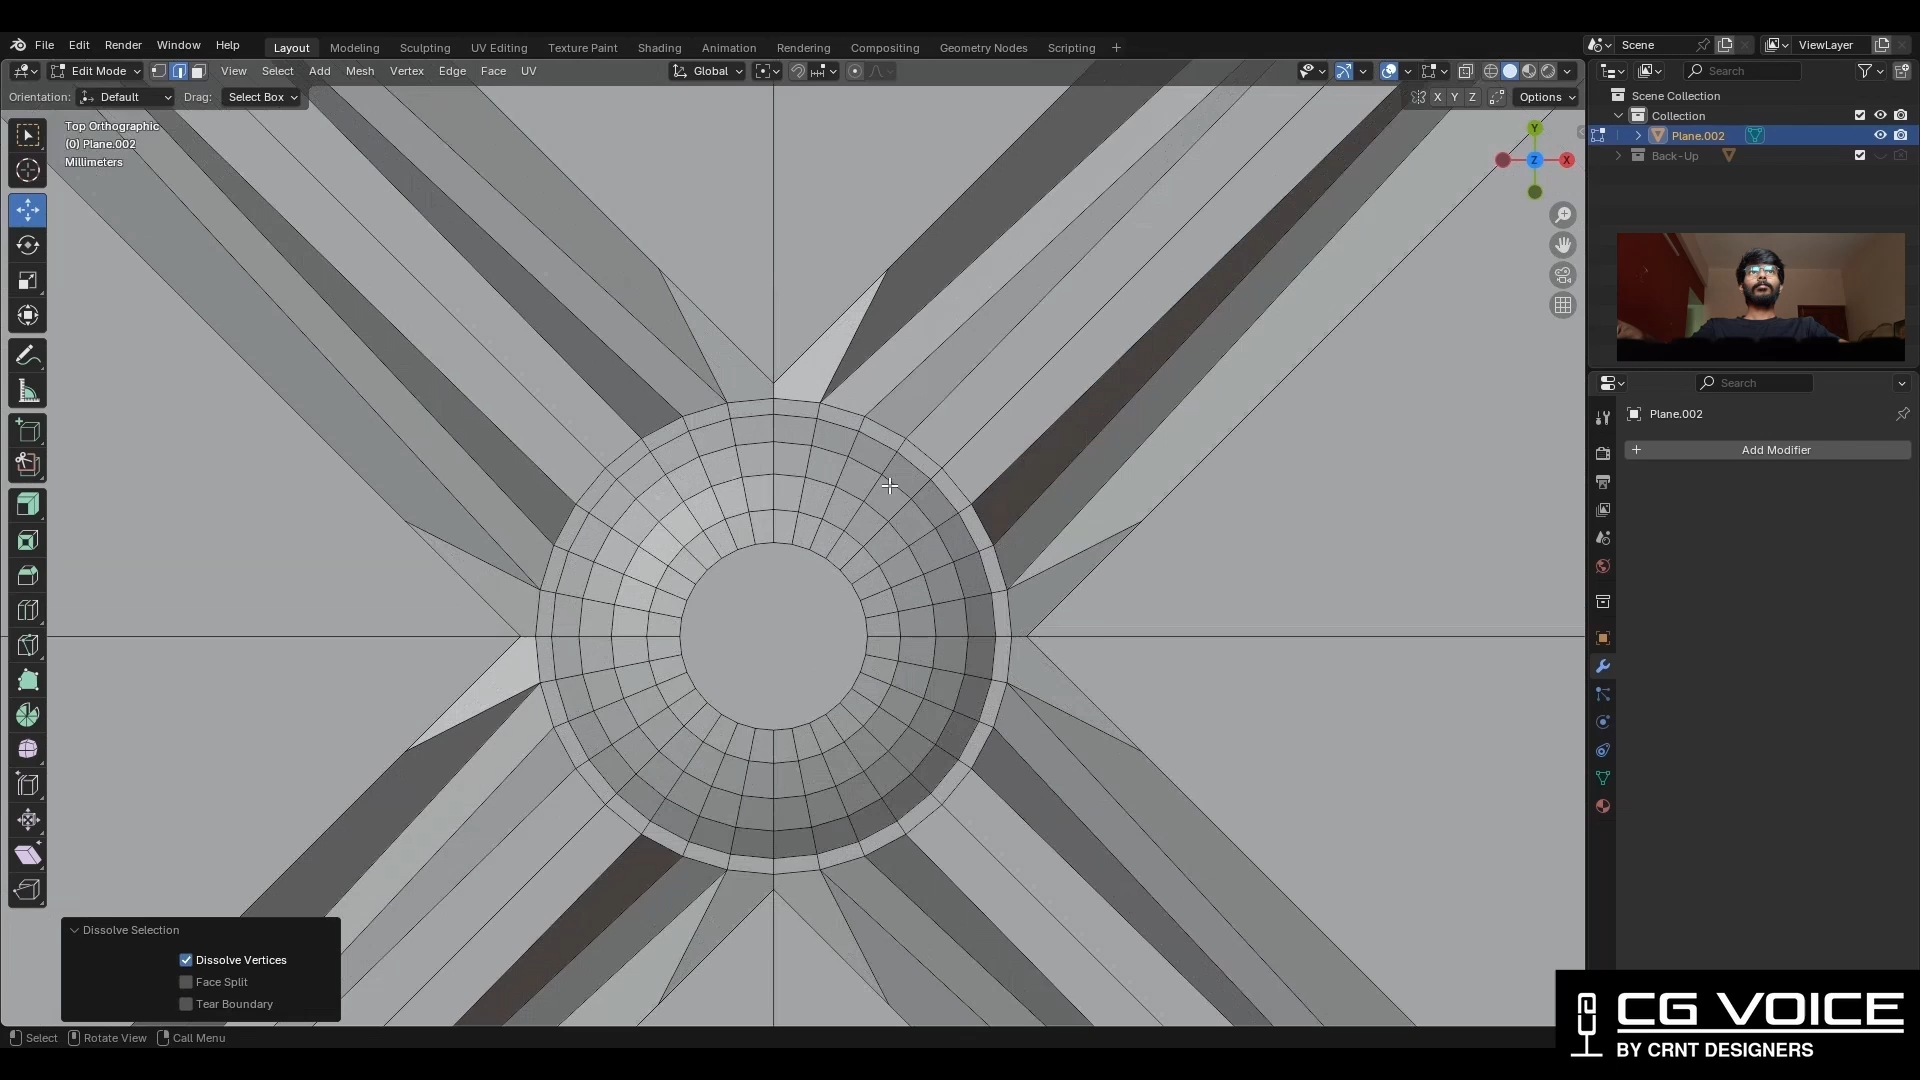 File Edit Render Window Help Layout Modeling Sculpting UV Editing Texture Paint Shading Animation Rendering Compositing Geometry Nodes Scripting + Scene ViewLayer
Edit Mode View Select Add Mesh Vertex Edge Face UV Global Search
Orientation: Default Drag: Select Box X Y Z Options
Scene Collection
Collection
Plane.002
Back-Up
Top Orthographic
(0) Plane.002
Millimeters
Y
Z X
Search
Plane.002
+ Add Modifier
Dissolve Selection
Dissolve Vertices
Face Split
Tear Boundary
Select Rotate View Call Menu
CG VOICE
BY CRNT DESIGNERS